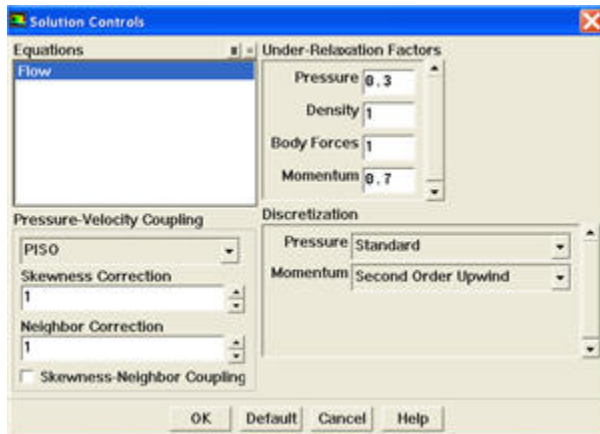 Solution Controls
Equations
Flow
Under-Relaxation Factors
Pressure 0.3
Density 1
Body Forces 1
Momentum 0.7
Pressure-Velocity Coupling
PISO
Skewness Correction
1
Neighbor Correction
1
Skewness-Neighbor Coupling
Discretization
Pressure Standard
Momentum Second Order Upwind
OK Default Cancel Help